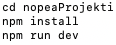 cd nopeaProjekti
npm install
npm run dev